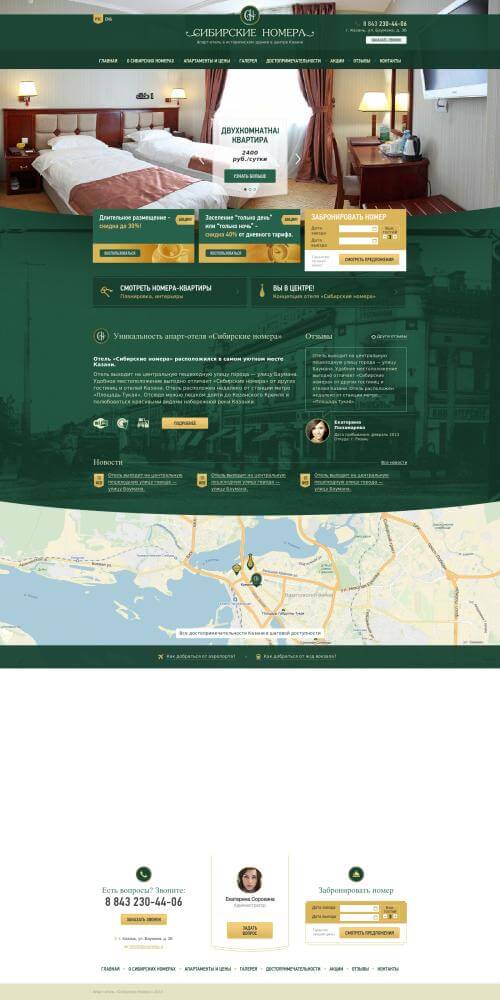 ENG
СИБИРСКИЕ НОМЕРА
Апарт-отель в историческом здании в центре Казани
8 843 230-44-06
г. Казань, ул. Баумана, д. 36
ЗАКАЗАТЬ ЗВОНОК
ГЛАВНАЯ
О СИБИРСКИХ НОМЕРАХ
АПАРТАМЕНТЫ И ЦЕНЫ
ГАЛЕРЕЯ
ДОСТОПРИМЕЧАТЕЛЬНОСТИ
АКЦИИ
ОТЗЫВЫ
КОНТАКТЫ
ДВУХКОМНАТНАЯ
КВАРТИРА
2400
руб./сутки
УЗНАТЬ БОЛЬШЕ
Длительное размещение -
скидка до 30%!
АКЦИЯ!
ВОСПОЛЬЗОВАТЬСЯ
Заселение "только день"
или "только ночь" -
скидка 40% от дневного тарифа.
АКЦИЯ!
ВОСПОЛЬЗОВАТЬСЯ
ЗАБРОНИРОВАТЬ НОМЕР
Дата
заезда
Дата
выезда
СМОТРЕТЬ ПРЕДЛОЖЕНИЯ
СМОТРЕТЬ НОМЕРА-КВАРТИРЫ
Планировка, интерьеры
ВЫ В ЦЕНТРЕ!
Концепция отеля «Сибирские номера»
Уникальность апарт-отеля «Сибирские номера»
Отель «Сибирские номера» расположился в самом уютном месте
Казани.
Отель выходит на центральную пешеходную улицу города — улицу Баумана.
Удобное местоположение выгодно отличает «Сибирские номера» от других
гостиниц и отелей Казани. Отель расположен недалеко от станции метро
«Площадь Тукая». Отсюда можно пешком дойти до Казанского Кремля и
полюбоваться красивыми видами набережной реки Казанка.
WiFi
ПОДРОБНЕЕ
Отзывы
Другие отзывы
Отель выходит на центральную
пешеходную улицу города — улицу
Баумана. Удобное местоположение
выгодно отличает «Сибирские
номера» от других гостиниц и
отелей Казани. Отель расположен
недалеко от станции метро
«Площадь Тукая»
Екатерина
Пономарева
Дата пребывания: февраль 2013
Откуда: г. Пермь
Новости
Все новости
Отель выходит на центральную
пешеходную улицу города —
улицу Баумана.
Отель выходит на центральную
пешеходную улицу города —
улицу Баумана.
Отель выходит на центральную
пешеходную улицу города —
улицу Баумана.
Все достопримечательности Казани в шаговой доступности
Как добраться от аэропорта?
Как добраться от ж/д вокзала?
Есть вопросы? Звоните:
8 843 230-44-06
ЗАКАЗАТЬ ЗВОНОК
г. Казань, ул. Баумана, д. 36
Екатерина Сорокина
Администратор
ЗАДАТЬ
ВОПРОС
Забронировать номер
Дата заезда
Дата выезда
СМОТРЕТЬ ПРЕДЛОЖЕНИЯ
ГЛАВНАЯ
О СИБИРСКИХ НОМЕРАХ
АПАРТАМЕНТЫ И ЦЕНЫ
ГАЛЕРЕЯ
ДОСТОПРИМЕЧАТЕЛЬНОСТИ
АКЦИИ
ОТЗЫВЫ
КОНТАКТЫ
Апарт-отель «Сибирские Номера» 2013